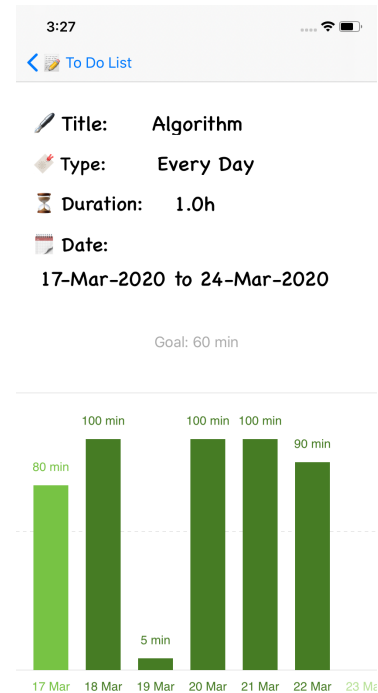 3:27
To Do List
Title: Algorithm
Type: Every Day
Duration: 1.0h
Date:
17-Mar-2020 to 24-Mar-2020
Goal: 60 min
100 min 100 min 100 min
90 min
80 min
5 min
17 Mar 18 Mar 19 Mar 20 Mar 21 Mar 22 Mar 23 Ma